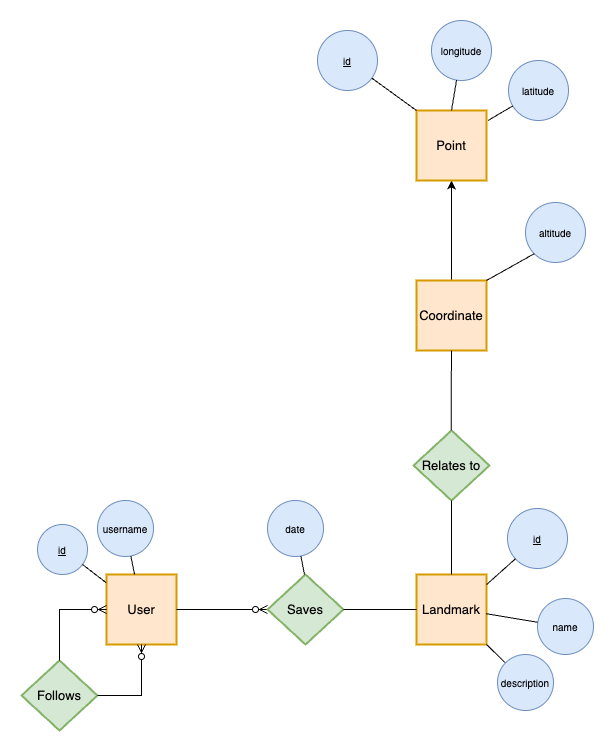 longitude
id
latitude
Point
altitude
Coordinate
Relates to
username
date
id
id
User
Saves
Landmark
name
description
Follows